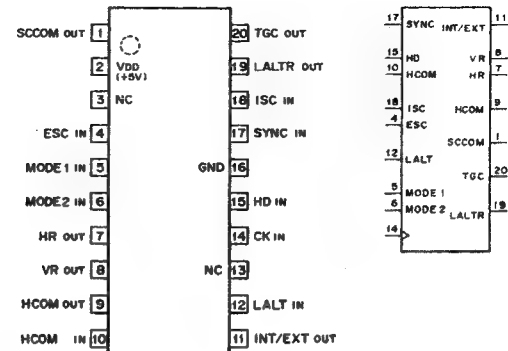 SCCOM OUT 1
2 VDD (+5V)
3 NC
ESC IN 4
MODE 1 IN 5
MODE2 IN 6
HR OUT 7
VR OUT 8
HCOM OUT 9
HCOM IN 10
20 TGC OUT
19 LALTR OUT
18 ISC IN
17 SYNC IN
GND 16
15 HD IN
14 CK IN
NC 13
12 LALT IN
11 INT/EXT OUT
17 SYNC
15 HD
10 HCOM
18 ISC
4 ESC
12 LALT
5 MODE 1
6 MODE 2
14
INT/EXT 11
VR 8
HR 7
HCOM 9
SCCOM 1
TGC 20
LALTR 19